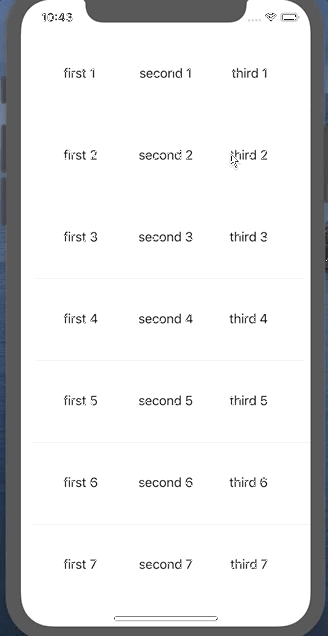 10:43
first 1 second 1 third 1
first 2 second 2 third 2
first 3 second 3 third 3
first 4 second 4 third 4
first 5 second 5 third 5
first 6 second 6 third 6
first 7 second 7 third 7